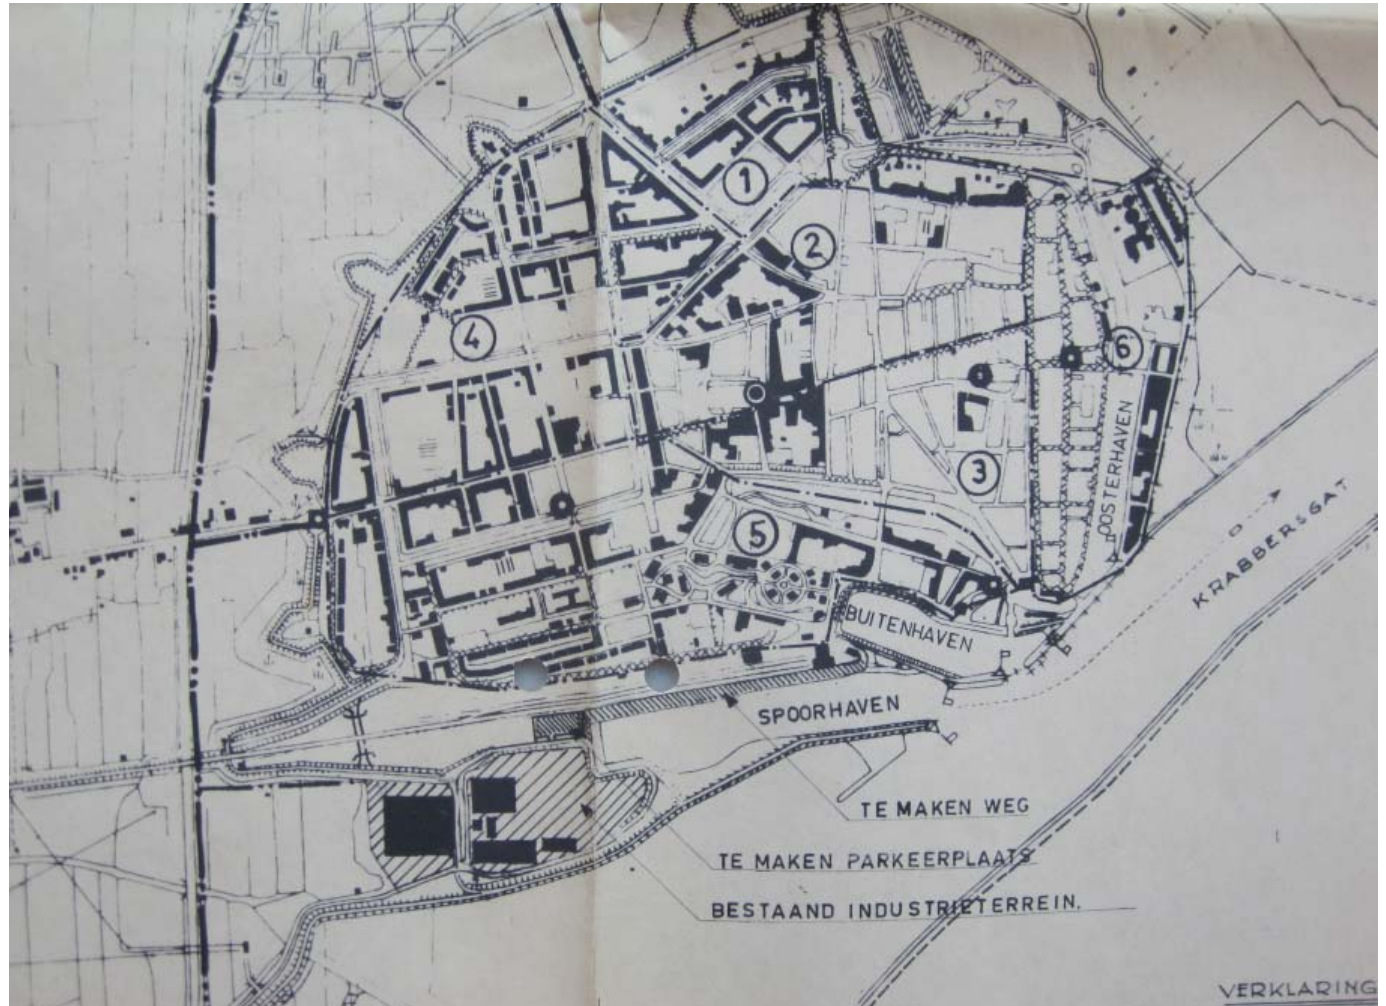 1
2
4
6
3
5
OOSTERHAVEN
KRABBERSGAT
BUITENHAVEN
SPOORHAVEN
TE MAKEN WEG
TE MAKEN PARKEERPLAATS
BESTAAND INDUSTRIETERREIN.
VERKLARING